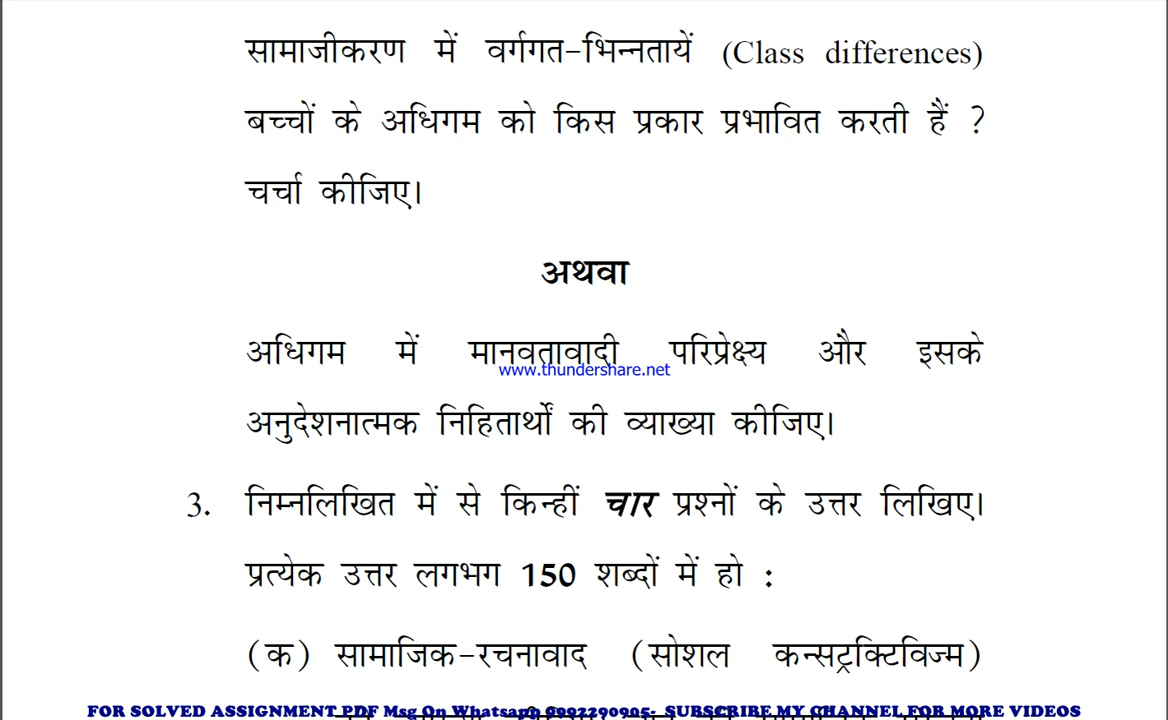 सामाजीकरण में वर्गगत-भिन्नतायें (Class differences)
बच्चों के अधिगम को किस प्रकार प्रभावित करती हैं ?
चर्चा कीजिए।
अथवा
अधिगम में मानवतावादी परिप्रेक्ष्य और इसके
www.thundershare.net
अनुदेशनात्मक निहितार्थों की व्याख्या कीजिए।
3. निम्नलिखित में से किन्हीं चार प्रश्नों के उत्तर लिखिए।
प्रत्येक उत्तर लगभग 150 शब्दों में हो :
(क) सामाजिक-रचनावाद (सोशल कन्सट्रक्टिविज्म)
FOR SOLVED ASSIGNMENT PDF Msg On Whatsapp 9992290905- SUBSCRIBE MY CHANNEL FOR MORE VIDEOS